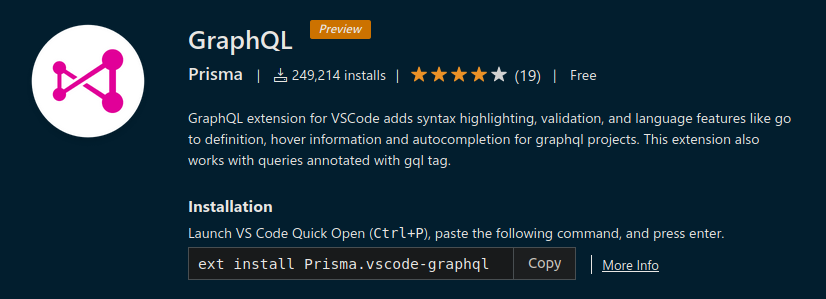 GraphQL Preview
Prisma | 249,214 installs | (19) | Free
GraphQL extension for VSCode adds syntax highlighting, validation, and language features like go
to definition, hover information and autocompletion for graphql projects. This extension also
works with queries annotated with gql tag.
Installation
Launch VS Code Quick Open (Ctrl+P), paste the following command, and press enter.
ext install Prisma.vscode-graphql Copy | More Info